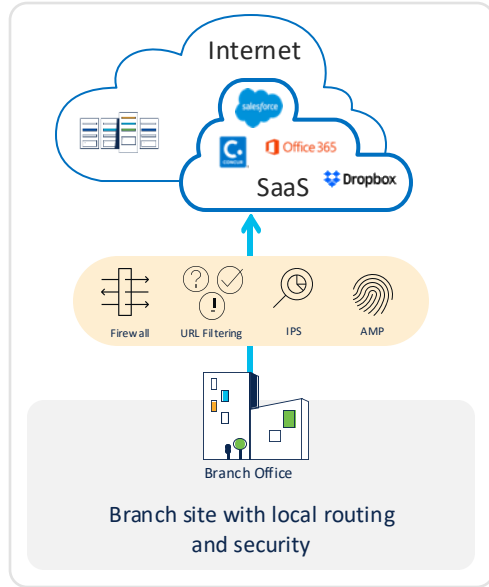 Internet
salesforce
C.
CONCUR
Office 365
SaaS
Dropbox
?
!
Firewall
URL Filtering
IPS
AMP
Branch Office
Branch site with local routing
and security